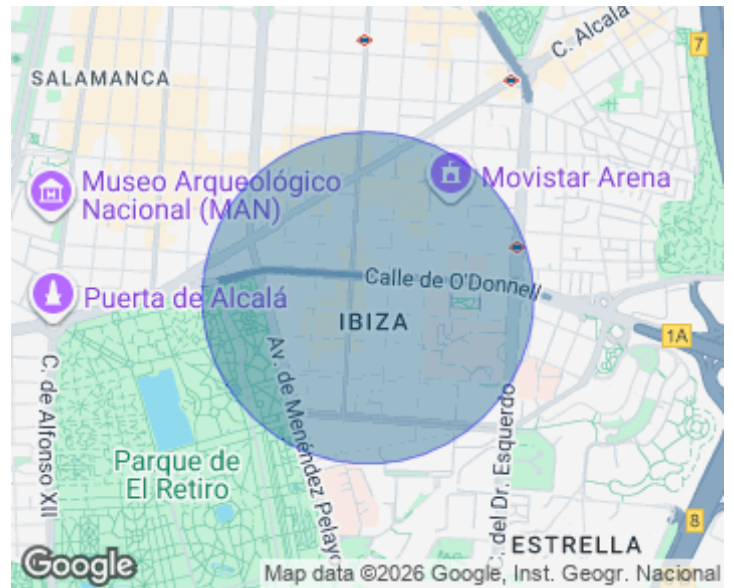 C. Alcalá
7
SALAMANCA
Museo Arqueológico
Nacional (MAN)
Movistar Arena
Puerta de Alcalá
Calle de O'Donnell
IBIZA
1A
C. de Alfonso XII
Av. de Menéndez Pelayo
C. del Dr. Esquerdo
Parque de
El Retiro
8
ESTRELLA
Google
Map data ©2026 Google, Inst. Geogr. Nacional